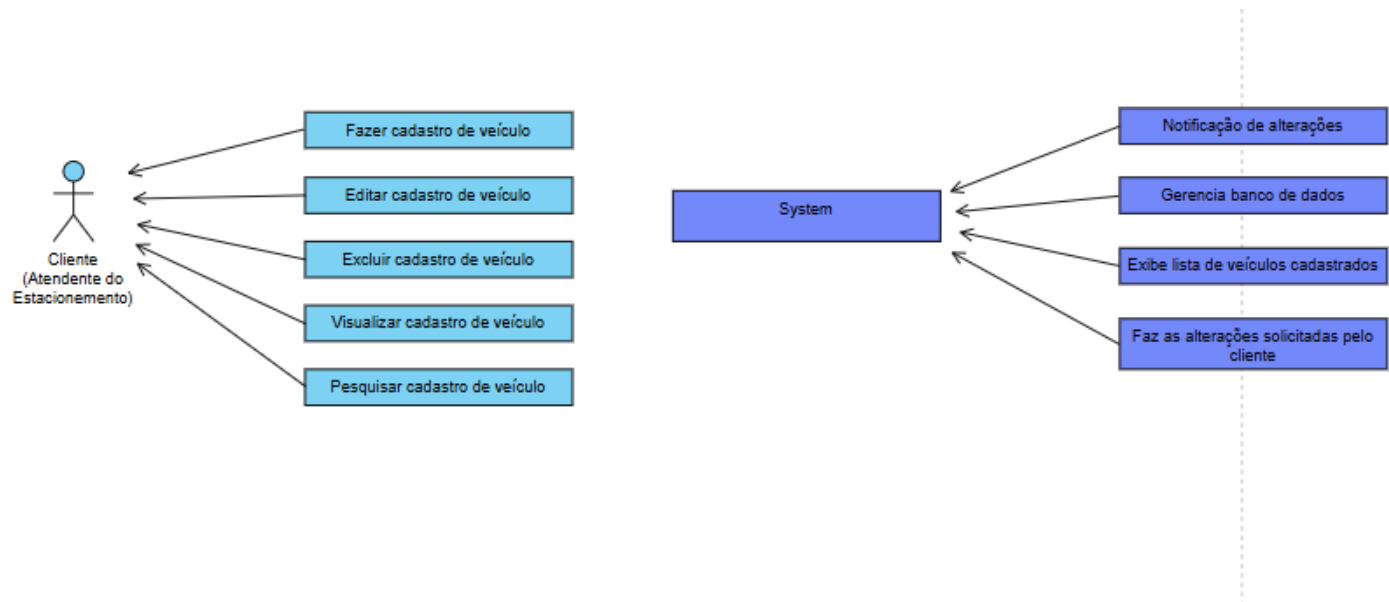 Fazer cadastro de veículo
Editar cadastro de veículo
Excluir cadastro de veículo
Visualizar cadastro de veículo
Pesquisar cadastro de veículo
Cliente
(Atendente do
Estacionemento)
System
Notificação de alterações
Gerencia banco de dados
Exibe lista de veículos cadastrados
Faz as alterações solicitadas pelo
cliente